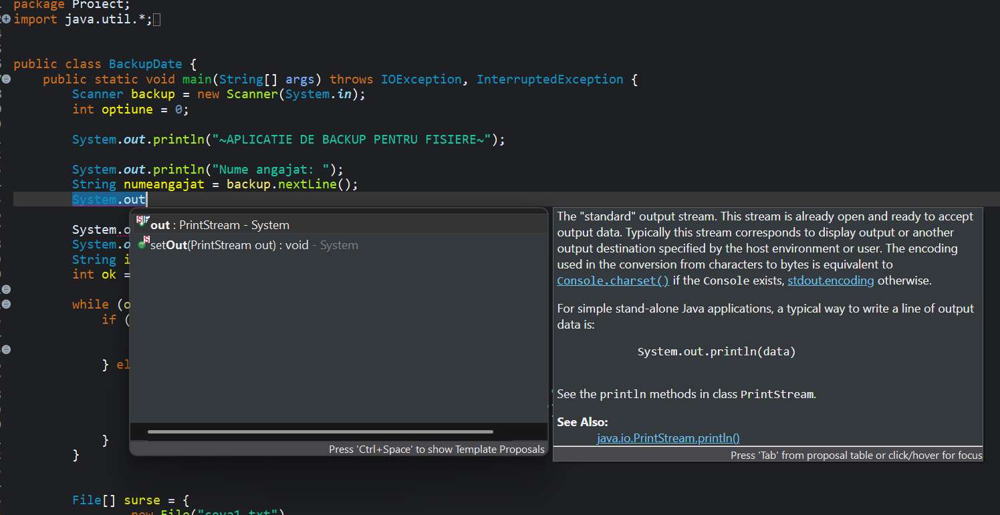 package Proiect;
import java.util.*;
public class BackupDate {
public static void main(String[] args) throws IOException, InterruptedException {
Scanner backup = new Scanner(System.in);
int optiune = 0;
System.out.println("~APLICATIE DE BACKUP PENTRU FISIERE~");
System.out.println("Nume angajat: ");
String numeangajat = backup.nextLine();
System.out
System.o
System.o
String i
int ok =
while (o
if (
} el
}
}
File[] surse = {
new File("ceva1.txt")
out : PrintStream - System
setOut(PrintStream out) : void - System
Press 'Ctrl+Space' to show Template Proposals
The "standard" output stream. This stream is already open and ready to accept
output data. Typically this stream corresponds to display output or another
output destination specified by the host environment or user. The encoding
used in the conversion from characters to bytes is equivalent to
Console.charset() if the Console exists, stdout.encoding otherwise.
For simple stand-alone Java applications, a typical way to write a line of output
data is:
System.out.println(data)
See the println methods in class PrintStream.
See Also:
java.io.PrintStream.println()
Press 'Tab' from proposal table or click/hover for focus